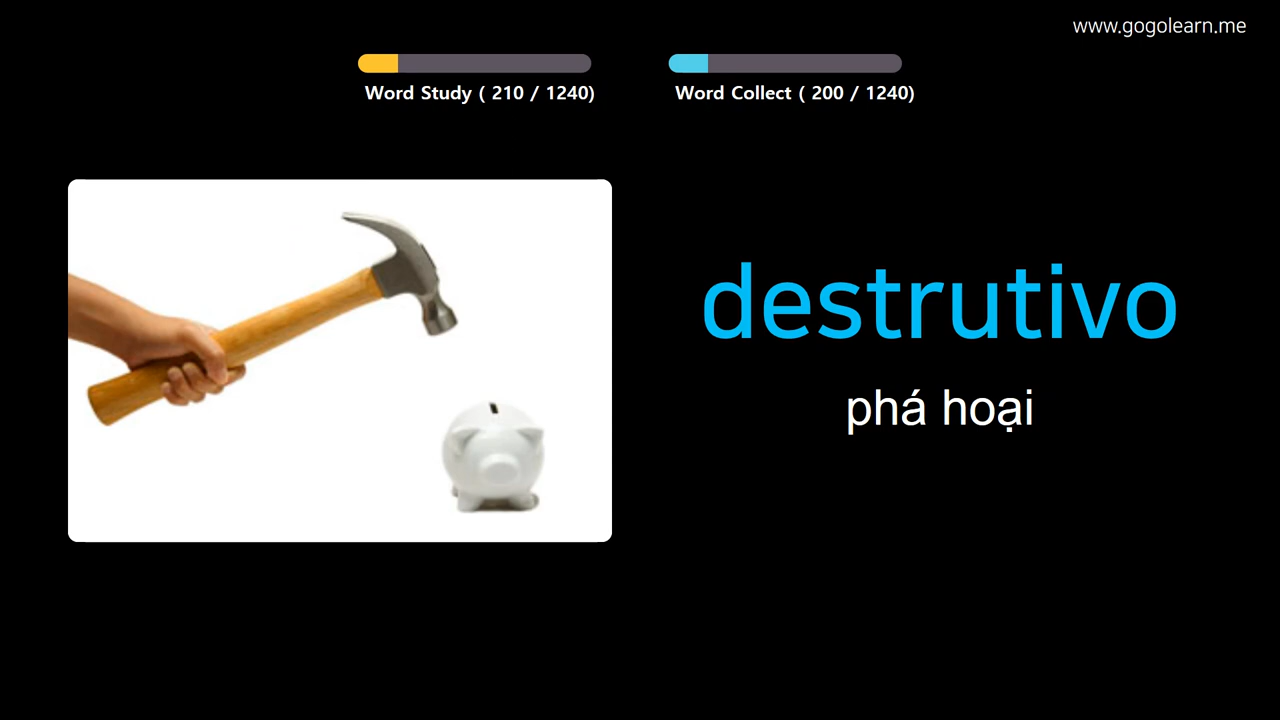 www.gogolearn.me
Word Study ( 210 / 1240)
Word Collect ( 200 / 1240)
destrutivo
phá hoại